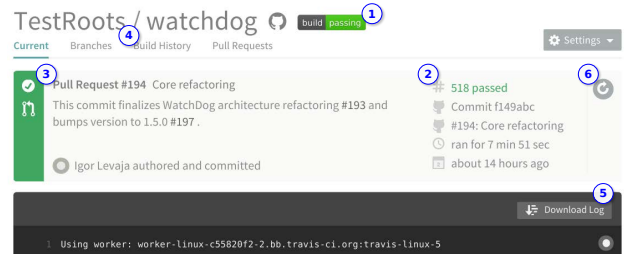 TestRoots / watchdog build passing 1
4
Current Branches Build History Pull Requests Settings
3 2 6
Pull Request #194 Core refactoring # 518 passed
This commit finalizes WatchDog architecture refactoring #193 and Commit f149abc
bumps version to 1.5.0 #197 . #194: Core refactoring
ran for 7 min 51 sec
Igor Levaja authored and committed about 14 hours ago
5
Download Log
1 Using worker: worker-linux-c55820f2-2.bb.travis-ci.org:travis-linux-5